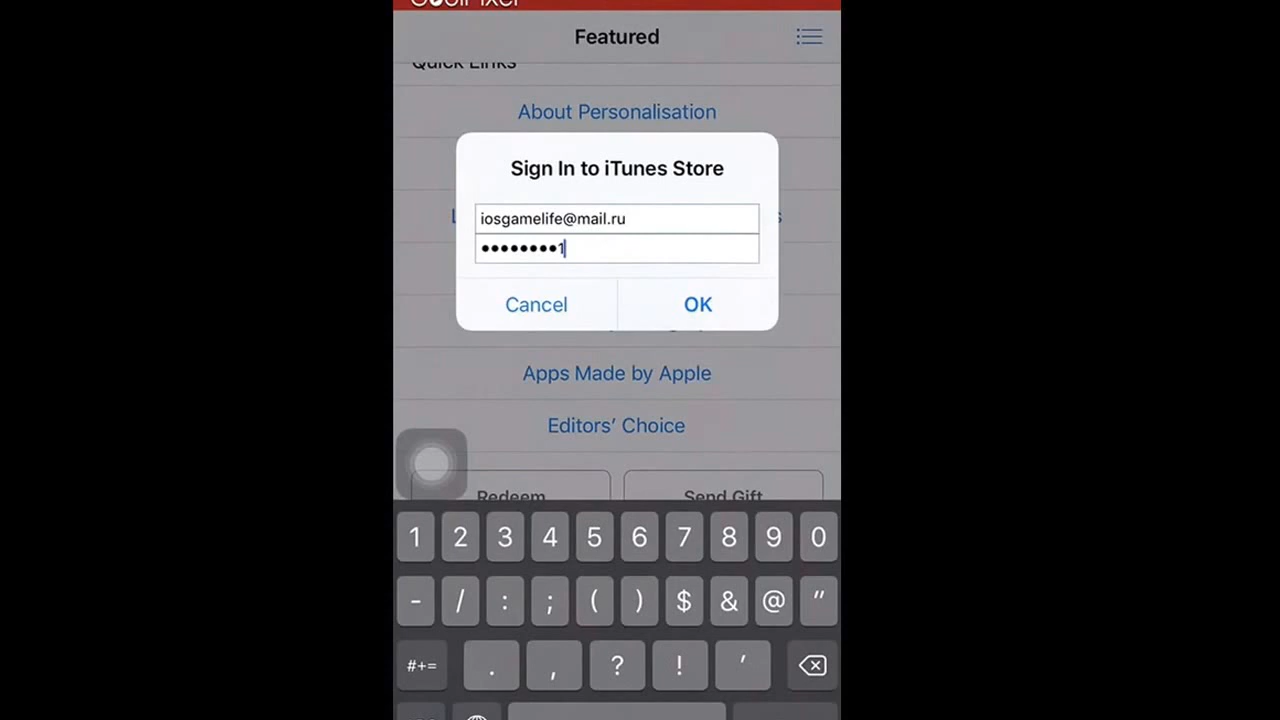 Featured
Quick Links
About Personalisation
Sign In to iTunes Store
iosgamelife@mail.ru
••••••••1
Cancel OK
Apps Made by Apple
Editors’ Choice
Redeem Send Gift
1 2 3 4 5 6 7 8 9 0
- / : ; ( ) $ & @ "
#+= . , ? ! '